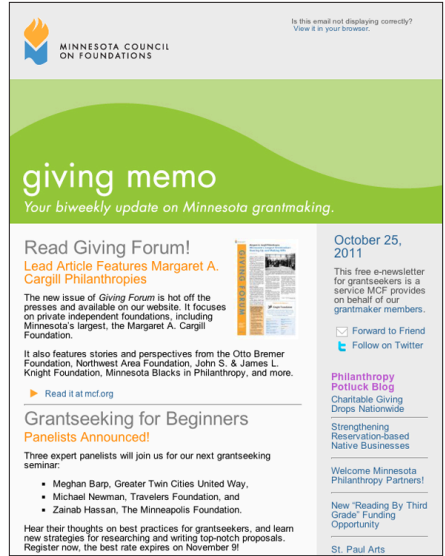 Is this email not displaying correctly?
View it in your browser.
MINNESOTA COUNCIL
ON FOUNDATIONS
giving memo
Your biweekly update on Minnesota grantmaking.
Read Giving Forum!
Lead Article Features Margaret A.
Cargill Philanthropies
The new issue of Giving Forum is hot off the
presses and available on our website. It focuses
on private independent foundations, including
Minnesota's largest, the Margaret A. Cargill
Foundation.
It also features stories and perspectives from the Otto Bremer
Foundation, Northwest Area Foundation, John S. & James L.
Knight Foundation, Minnesota Blacks in Philanthropy, and more.
Read it at mcf.org
Grantseeking for Beginners
Panelists Announced!
Three expert panelists will join us for our next grantseeking
seminar:
• Meghan Barp, Greater Twin Cities United Way,
• Michael Newman, Travelers Foundation, and
• Zainab Hassan, The Minneapolis Foundation.
Hear their thoughts on best practices for grantseekers, and learn
new strategies for researching and writing top-notch proposals.
Register now, the best rate expires on November 9!
October 25,
2011
This free e-newsletter
for grantseekers is a
service MCF provides
on behalf of our
grantmaker members.
Forward to Friend
Follow on Twitter
Philanthropy
Potluck Blog
Charitable Giving
Drops Nationwide
Strengthening
Reservation-based
Native Businesses
Welcome Minnesota
Philanthropy Partners!
New "Reading By Third
Grade" Funding
Opportunity
St. Paul Arts
GIVING FORUM